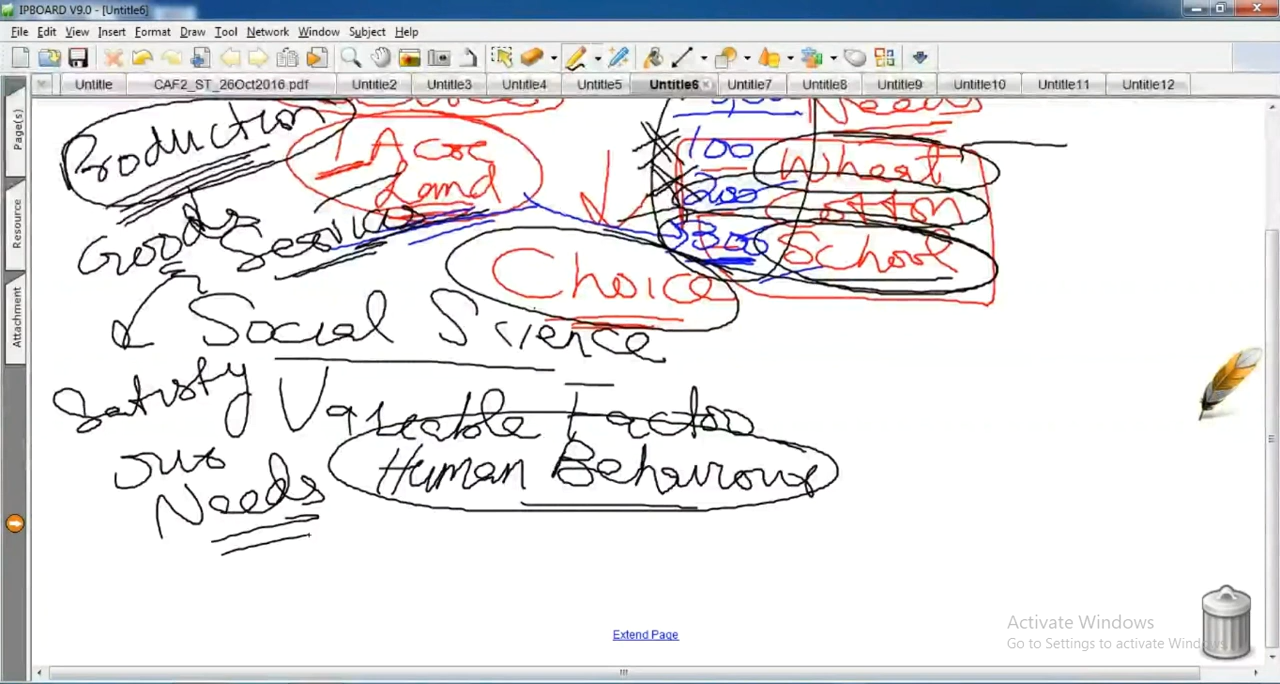 IPBOARD V9.0 - [Untitle6]
File Edit View Insert Format Draw Tool Network Window Subject Help
Untitle CAF2_ST_26Oct2016.pdf Untitle2 Untitle3 Untitle4 Untitle5 Untitle6 Untitle7 Untitle8 Untitle9 Untitle10 Untitle11 Untitle12
Page(s)
Resource
Attachment
Needs
Production
1 Acre
Land
100 Wheat
200 Cotton
300 School
Goods
Services
Choice
Social Science
Satisfy
our
Needs
Variable Factor
Human Behaviour
Extend Page
Activate Windows
Go to Settings to activate Windows.